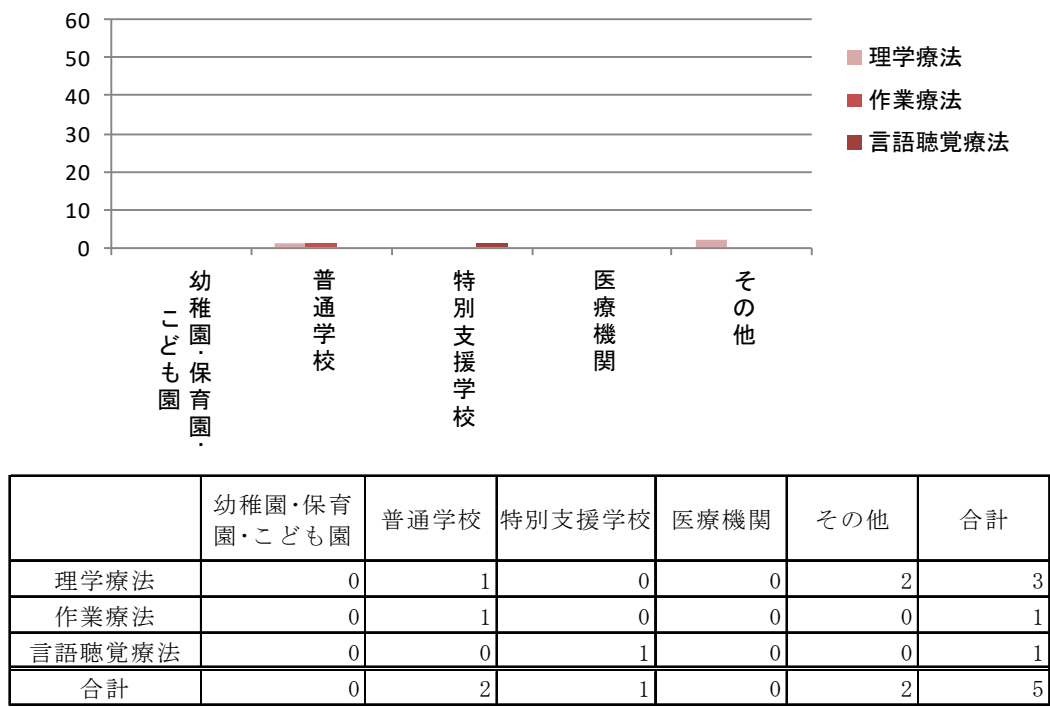 60
50
40
30
20
10
0
理学療法
作業療法
言語聴覚療法
幼稚園・保育園・
こども園
普通学校
特別支援学校
医療機関
その他
幼稚園・保育 普通学校 特別支援学校 医療機関 その他 合計
園・こども園
理学療法 0 1 0 0 2 3
作業療法 0 1 0 0 0 1
言語聴覚療法 0 0 1 0 0 1
合計 0 2 1 0 2 5